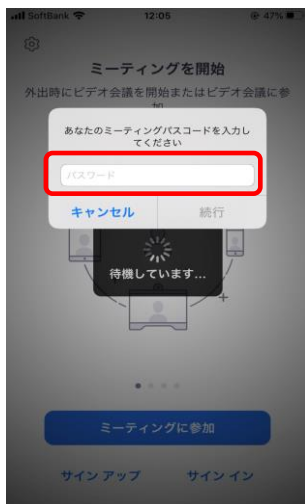 SoftBank 12:05 47%
ミーティングを開始
外出時にビデオ会議を開始またはビデオ会議に参
加
あなたのミーティングパスコードを入力し
てください
パスワード
キャンセル 続行
待機しています...
ミーティングに参加
サイン アップ サイン イン